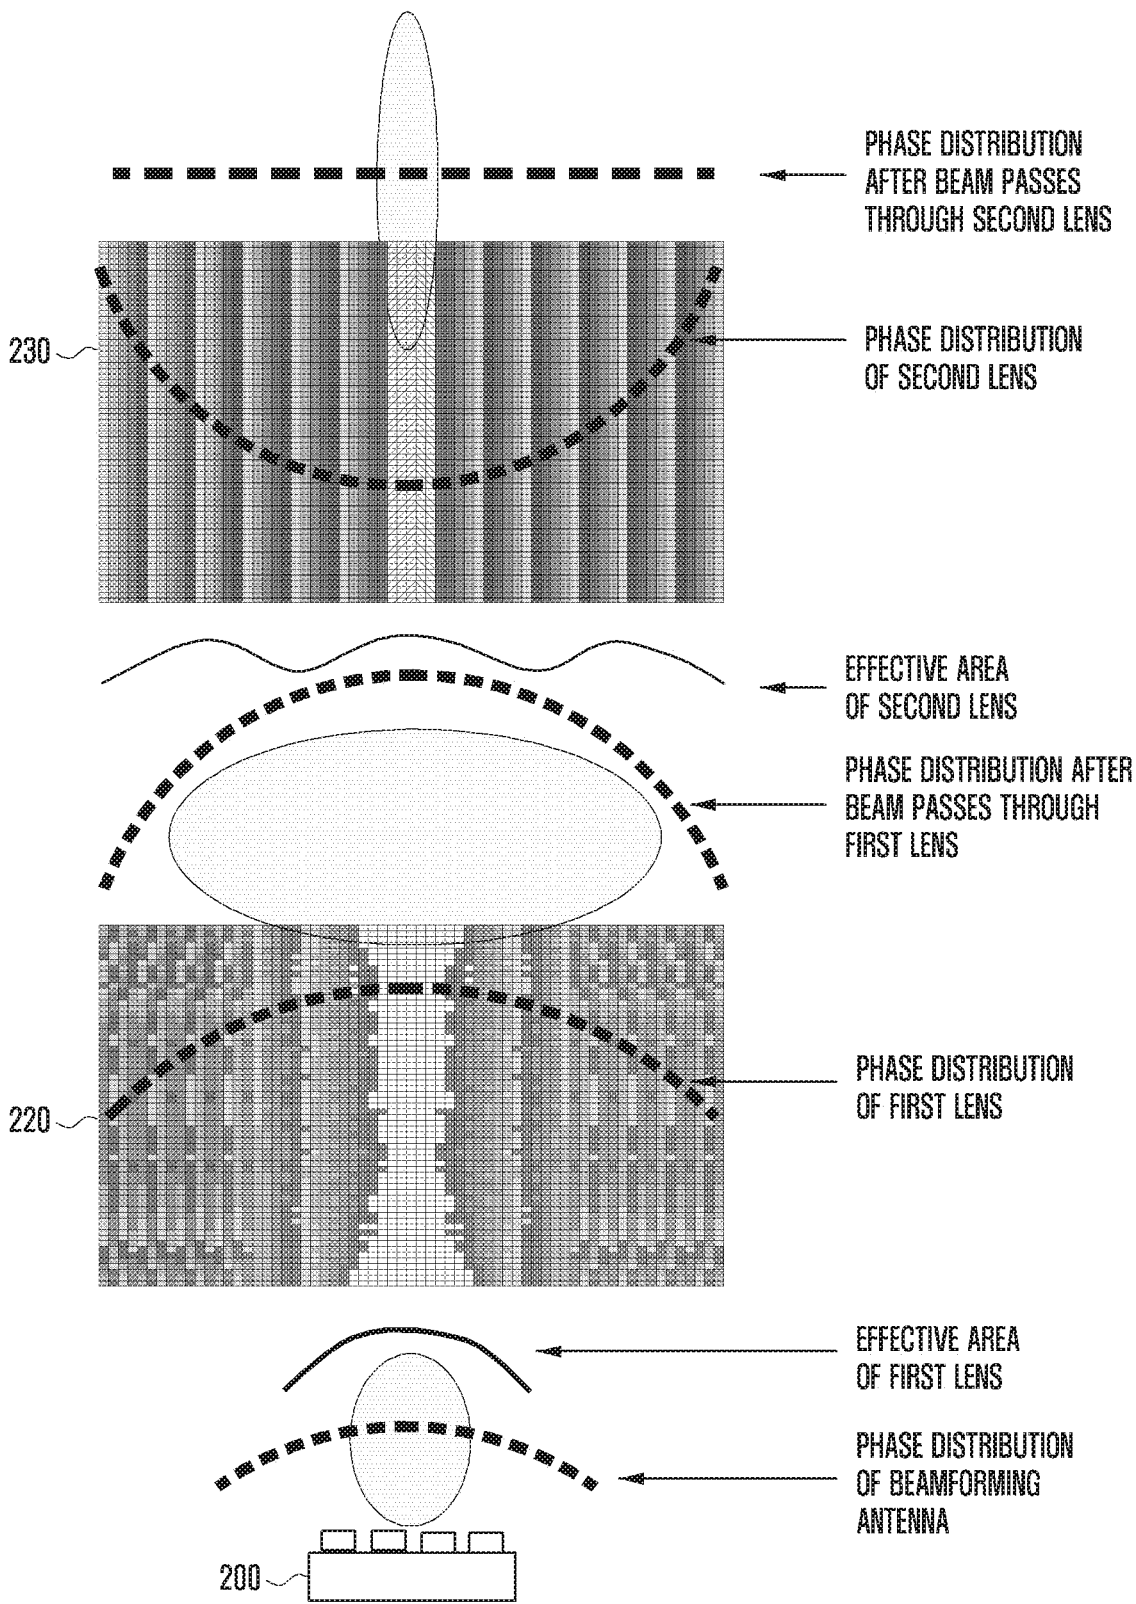 PHASE DISTRIBUTION
AFTER BEAM PASSES
THROUGH SECOND LENS
230
PHASE DISTRIBUTION
OF SECOND LENS
EFFECTIVE AREA
OF SECOND LENS
PHASE DISTRIBUTION AFTER
BEAM PASSES THROUGH
FIRST LENS
PHASE DISTRIBUTION
OF FIRST LENS
220
EFFECTIVE AREA
OF FIRST LENS
PHASE DISTRIBUTION
OF BEAMFORMING
ANTENNA
200